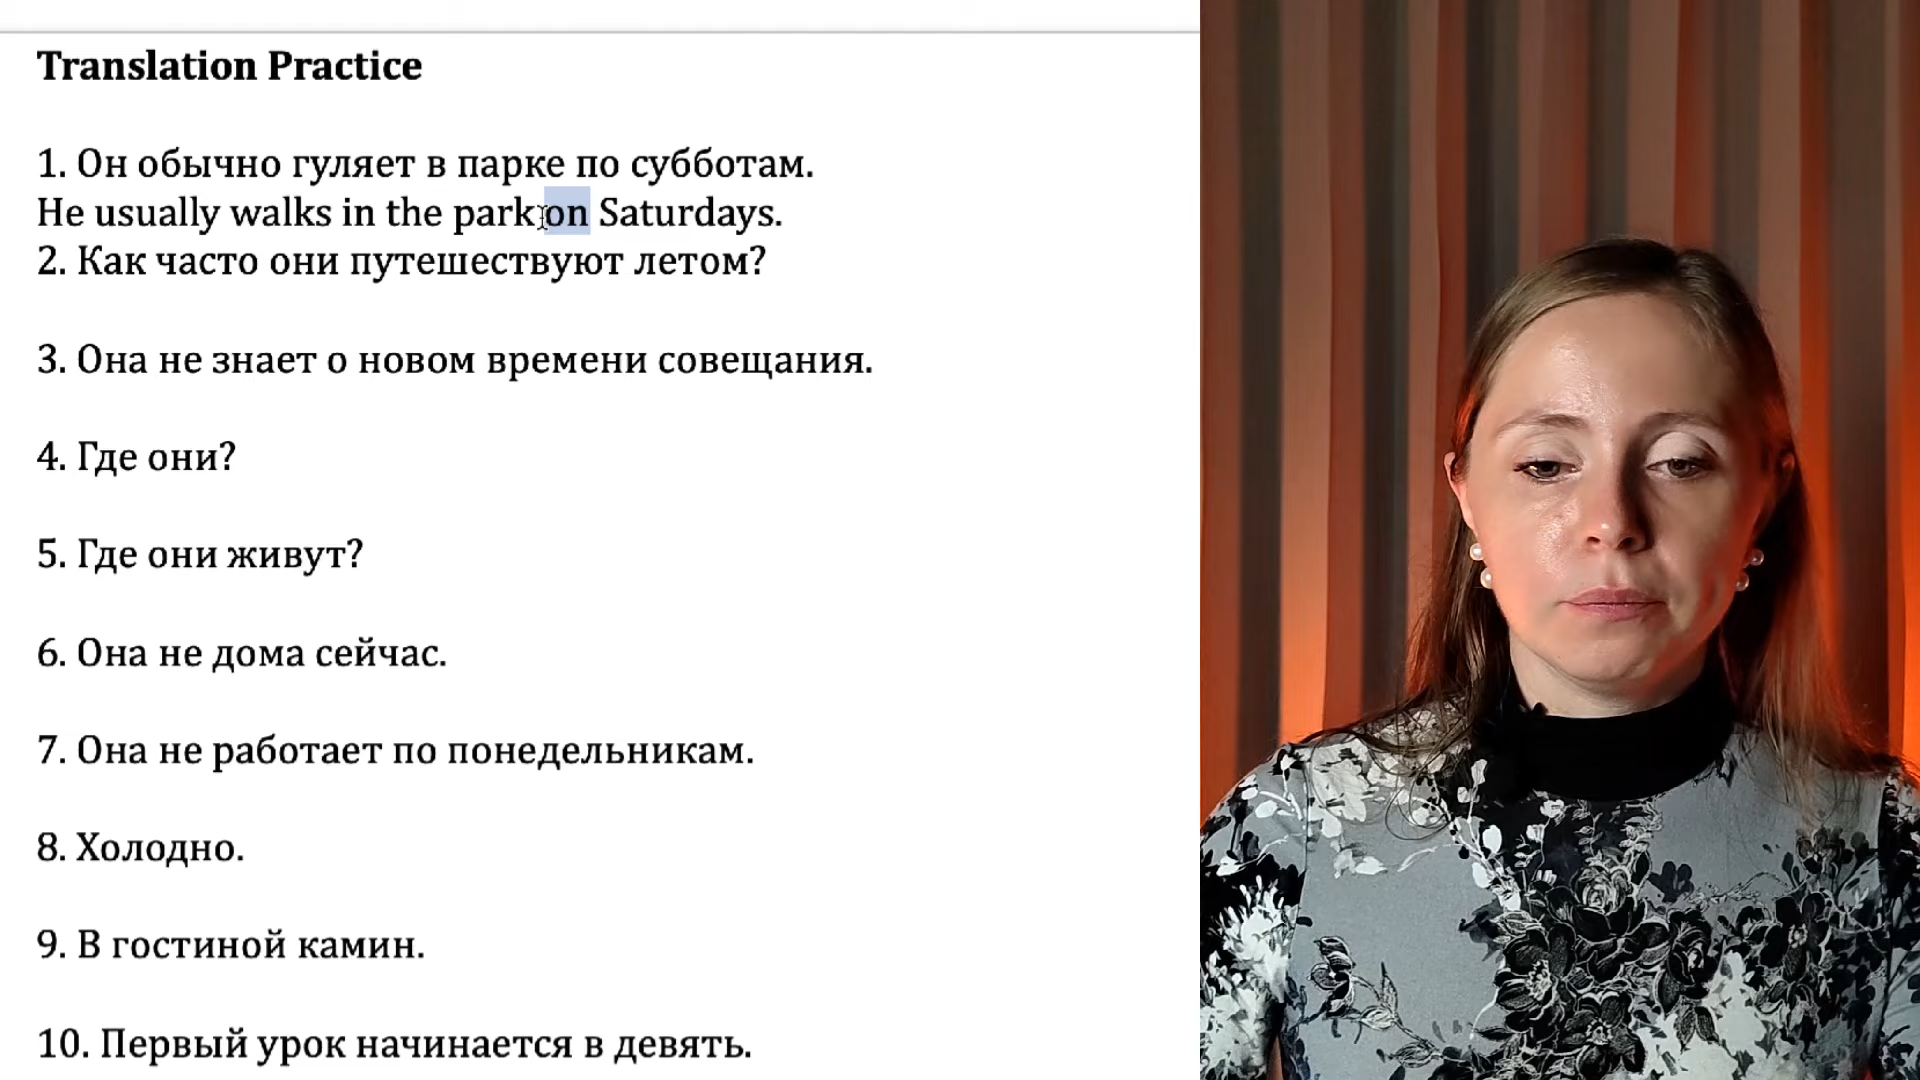 Translation Practice
1. Он обычно гуляет в парке по субботам.
He usually walks in the park on Saturdays.
2. Как часто они путешествуют летом?
3. Она не знает о новом времени совещания.
4. Где они?
5. Где они живут?
6. Она не дома сейчас.
7. Она не работает по понедельникам.
8. Холодно.
9. В гостиной камин.
10. Первый урок начинается в девять.